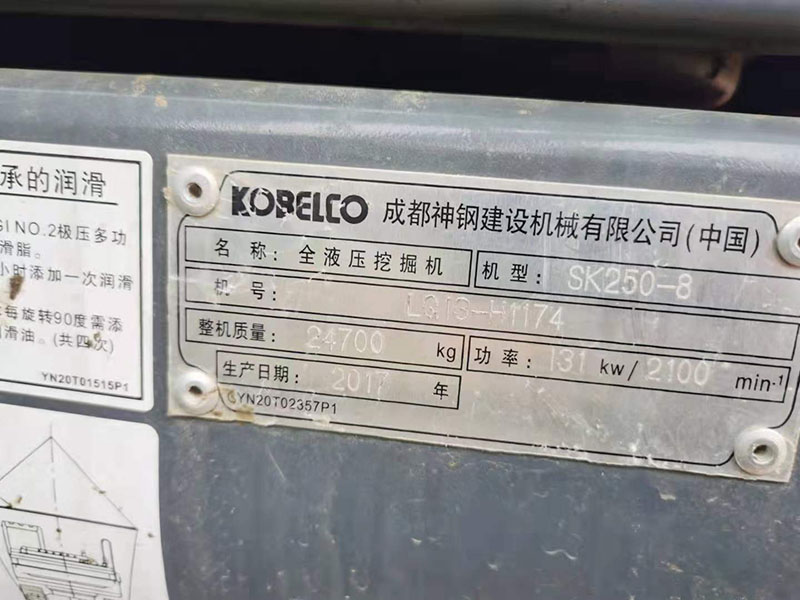 承的润滑
GI NO.2极压多功
滑脂。
小时添加一次润滑
每旋转90度需添
滑油。(共四次)
YN20T01515P1
KOBELCO 成都神钢建设机械有限公司(中国)
名 称: 全液压挖掘机 机型: SK250-8
机 号: LQ15-H1174
整机质量: 24700 kg 功率: 131 kw/ 2100 min-1
生产日期: 2017 年
YN20T02357P1